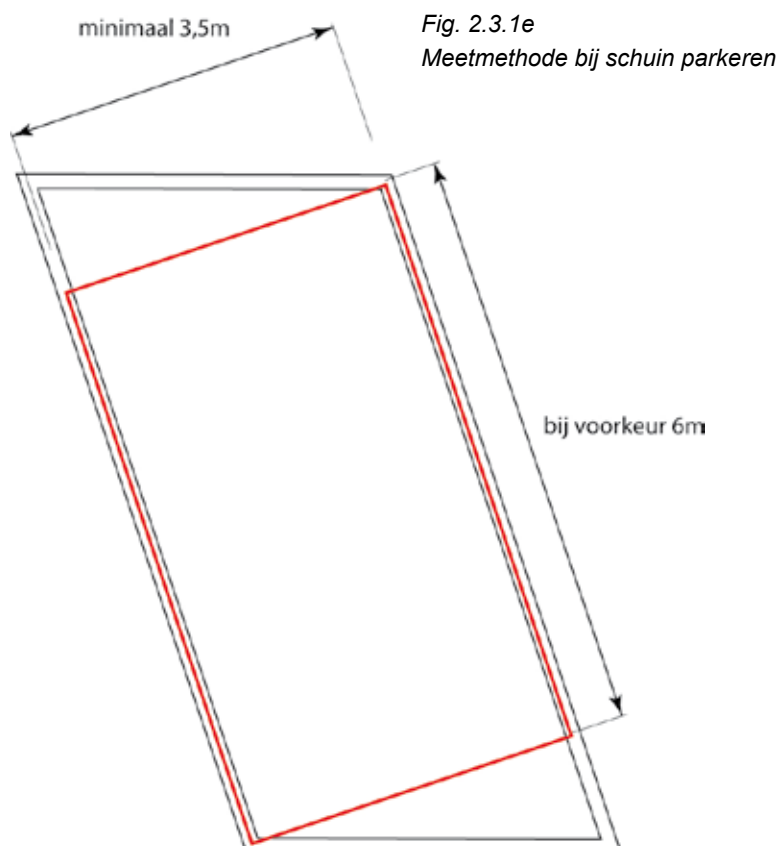 minimaal 3,5m
Fig. 2.3.1e
Meetmethode bij schuin parkeren
bij voorkeur 6m